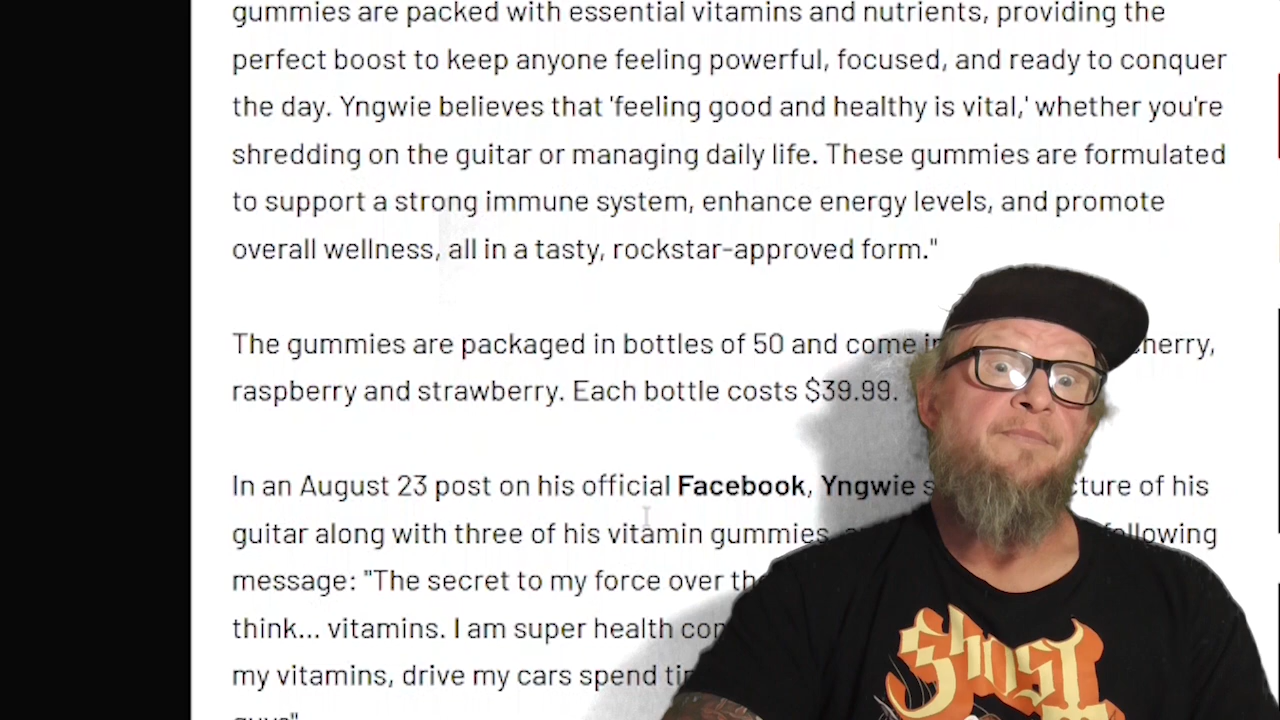 gummies are packed with essential vitamins and nutrients, providing the
perfect boost to keep anyone feeling powerful, focused, and ready to conquer
the day. Yngwie believes that 'feeling good and healthy is vital,' whether you're
shredding on the guitar or managing daily life. These gummies are formulated
to support a strong immune system, enhance energy levels, and promote
overall wellness, all in a tasty, rockstar-approved form."
The gummies are packaged in bottles of 50 and come
raspberry and strawberry. Each bottle costs $39.99.
In an August 23 post on his official Facebook, Yngwie of his
guitar along with three of his vitamin gummies, following
message: "The secret to my force over
think... vitamins. I am super health
my vitamins, drive my cars spend
guys"
Ghost